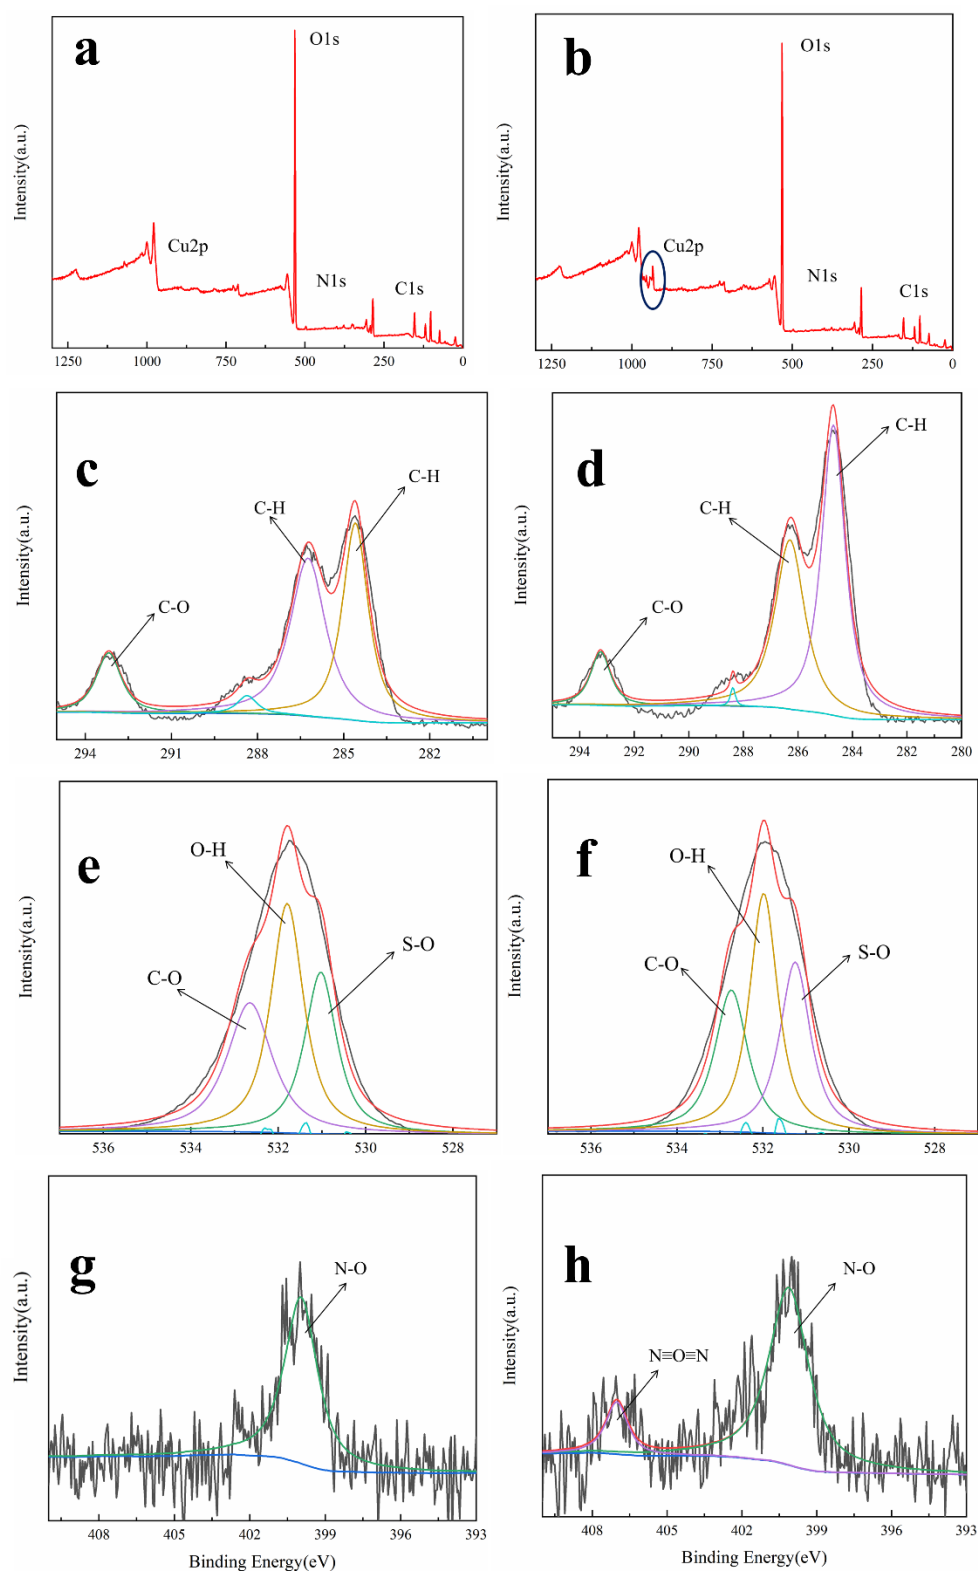 a
O1s
Cu2p
N1s
C1s
Intensity(a.u.)
1250 1000 750 500 250 0
b
O1s
Cu2p
N1s
C1s
Intensity(a.u.)
1250 1000 750 500 250 0
c
C-H
C-H
C-O
Intensity(a.u.)
294 291 288 285 282
d
C-H
C-H
C-O
Intensity(a.u.)
294 292 290 288 286 284 282 280
e
O-H
S-O
C-O
Intensity(a.u.)
536 534 532 530 528
f
O-H
S-O
C-O
Intensity(a.u.)
536 534 532 530 528
g
N-O
Intensity(a.u.)
408 405 402 399 396 393
Binding Energy(eV)
h
N-O
N≡O≡N
Intensity(a.u.)
408 405 402 399 396 393
Binding Energy(eV)